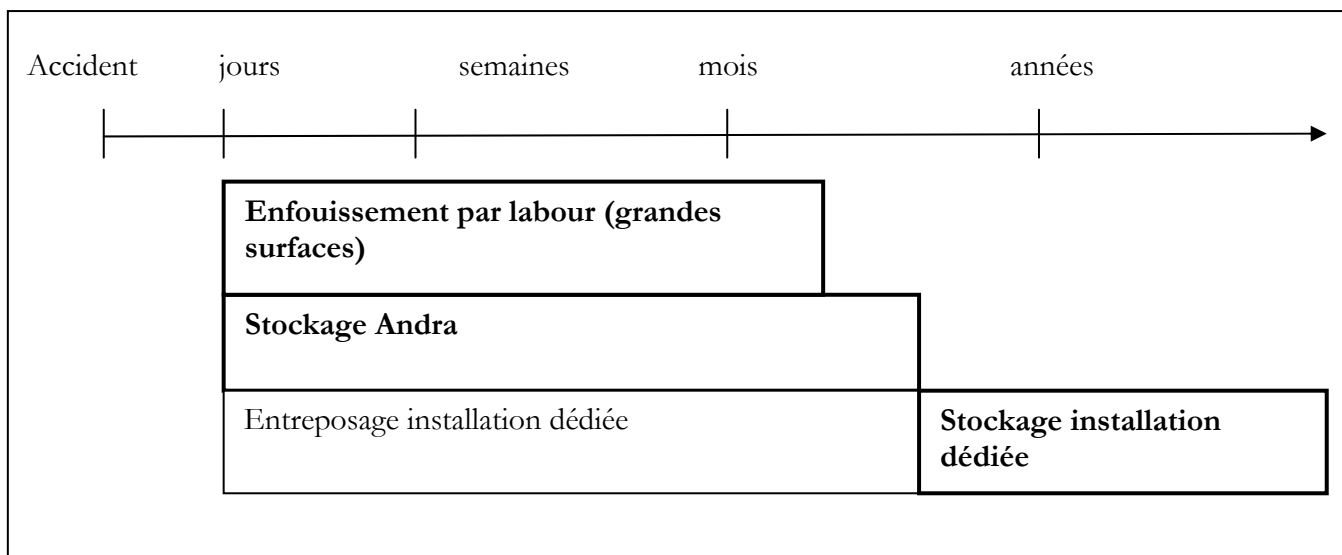 Accident jours semaines mois années
Enfouissement par labour (grandes
surfaces)
Stockage Andra
Entreposage installation dédiée
Stockage installation
dédiée